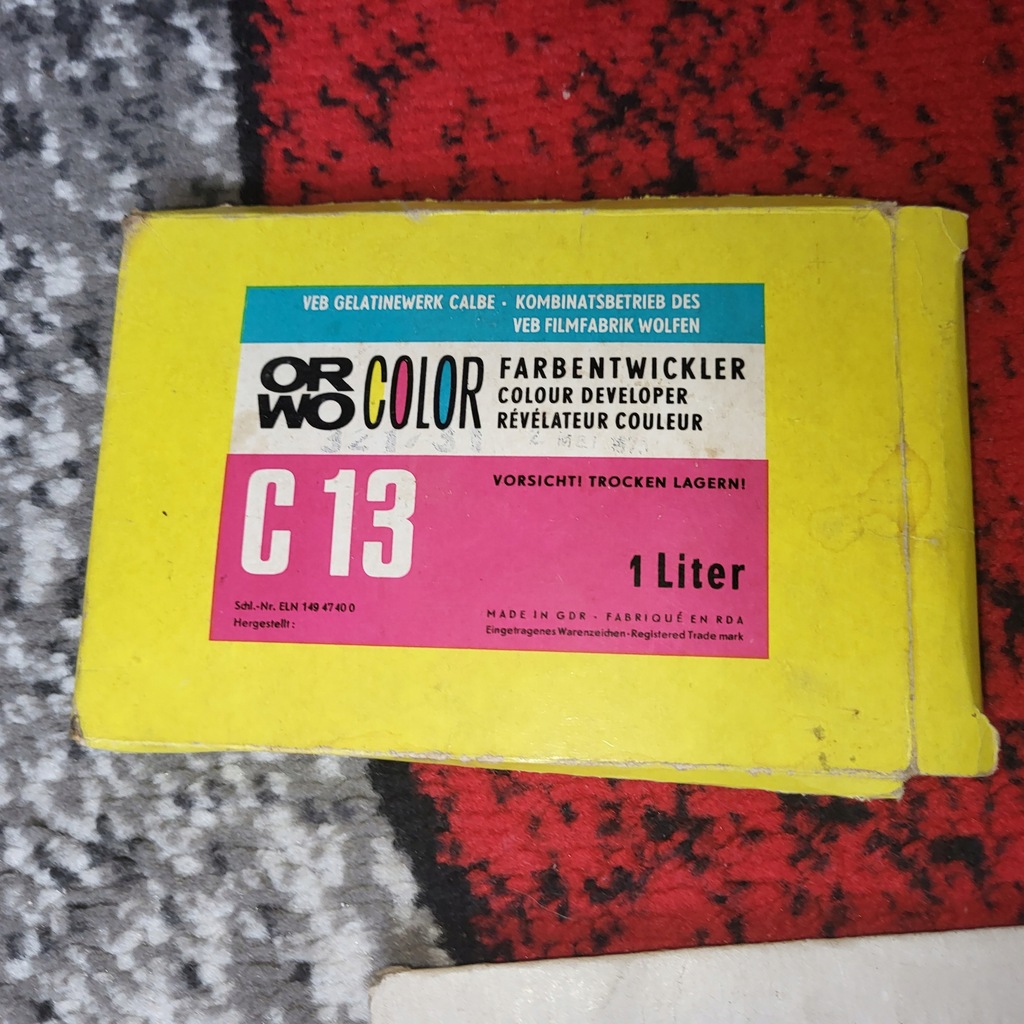 VEB GELATINEWERK CALBE · KOMBINATSBETRIEB DES
VEB FILMFABRIK WOLFEN
ORWO COLOR
FARBENTWICKLER
COLOUR DEVELOPER
RÉVÉLATEUR COULEUR
C 13
VORSICHT! TROCKEN LAGERN!
1 Liter
Schl.-Nr. ELN 149 4740 0
Hergestellt:
MADE IN GDR - FABRIQUÉ EN RDA
Eingetragenes Warenzeichen · Registered Trade mark